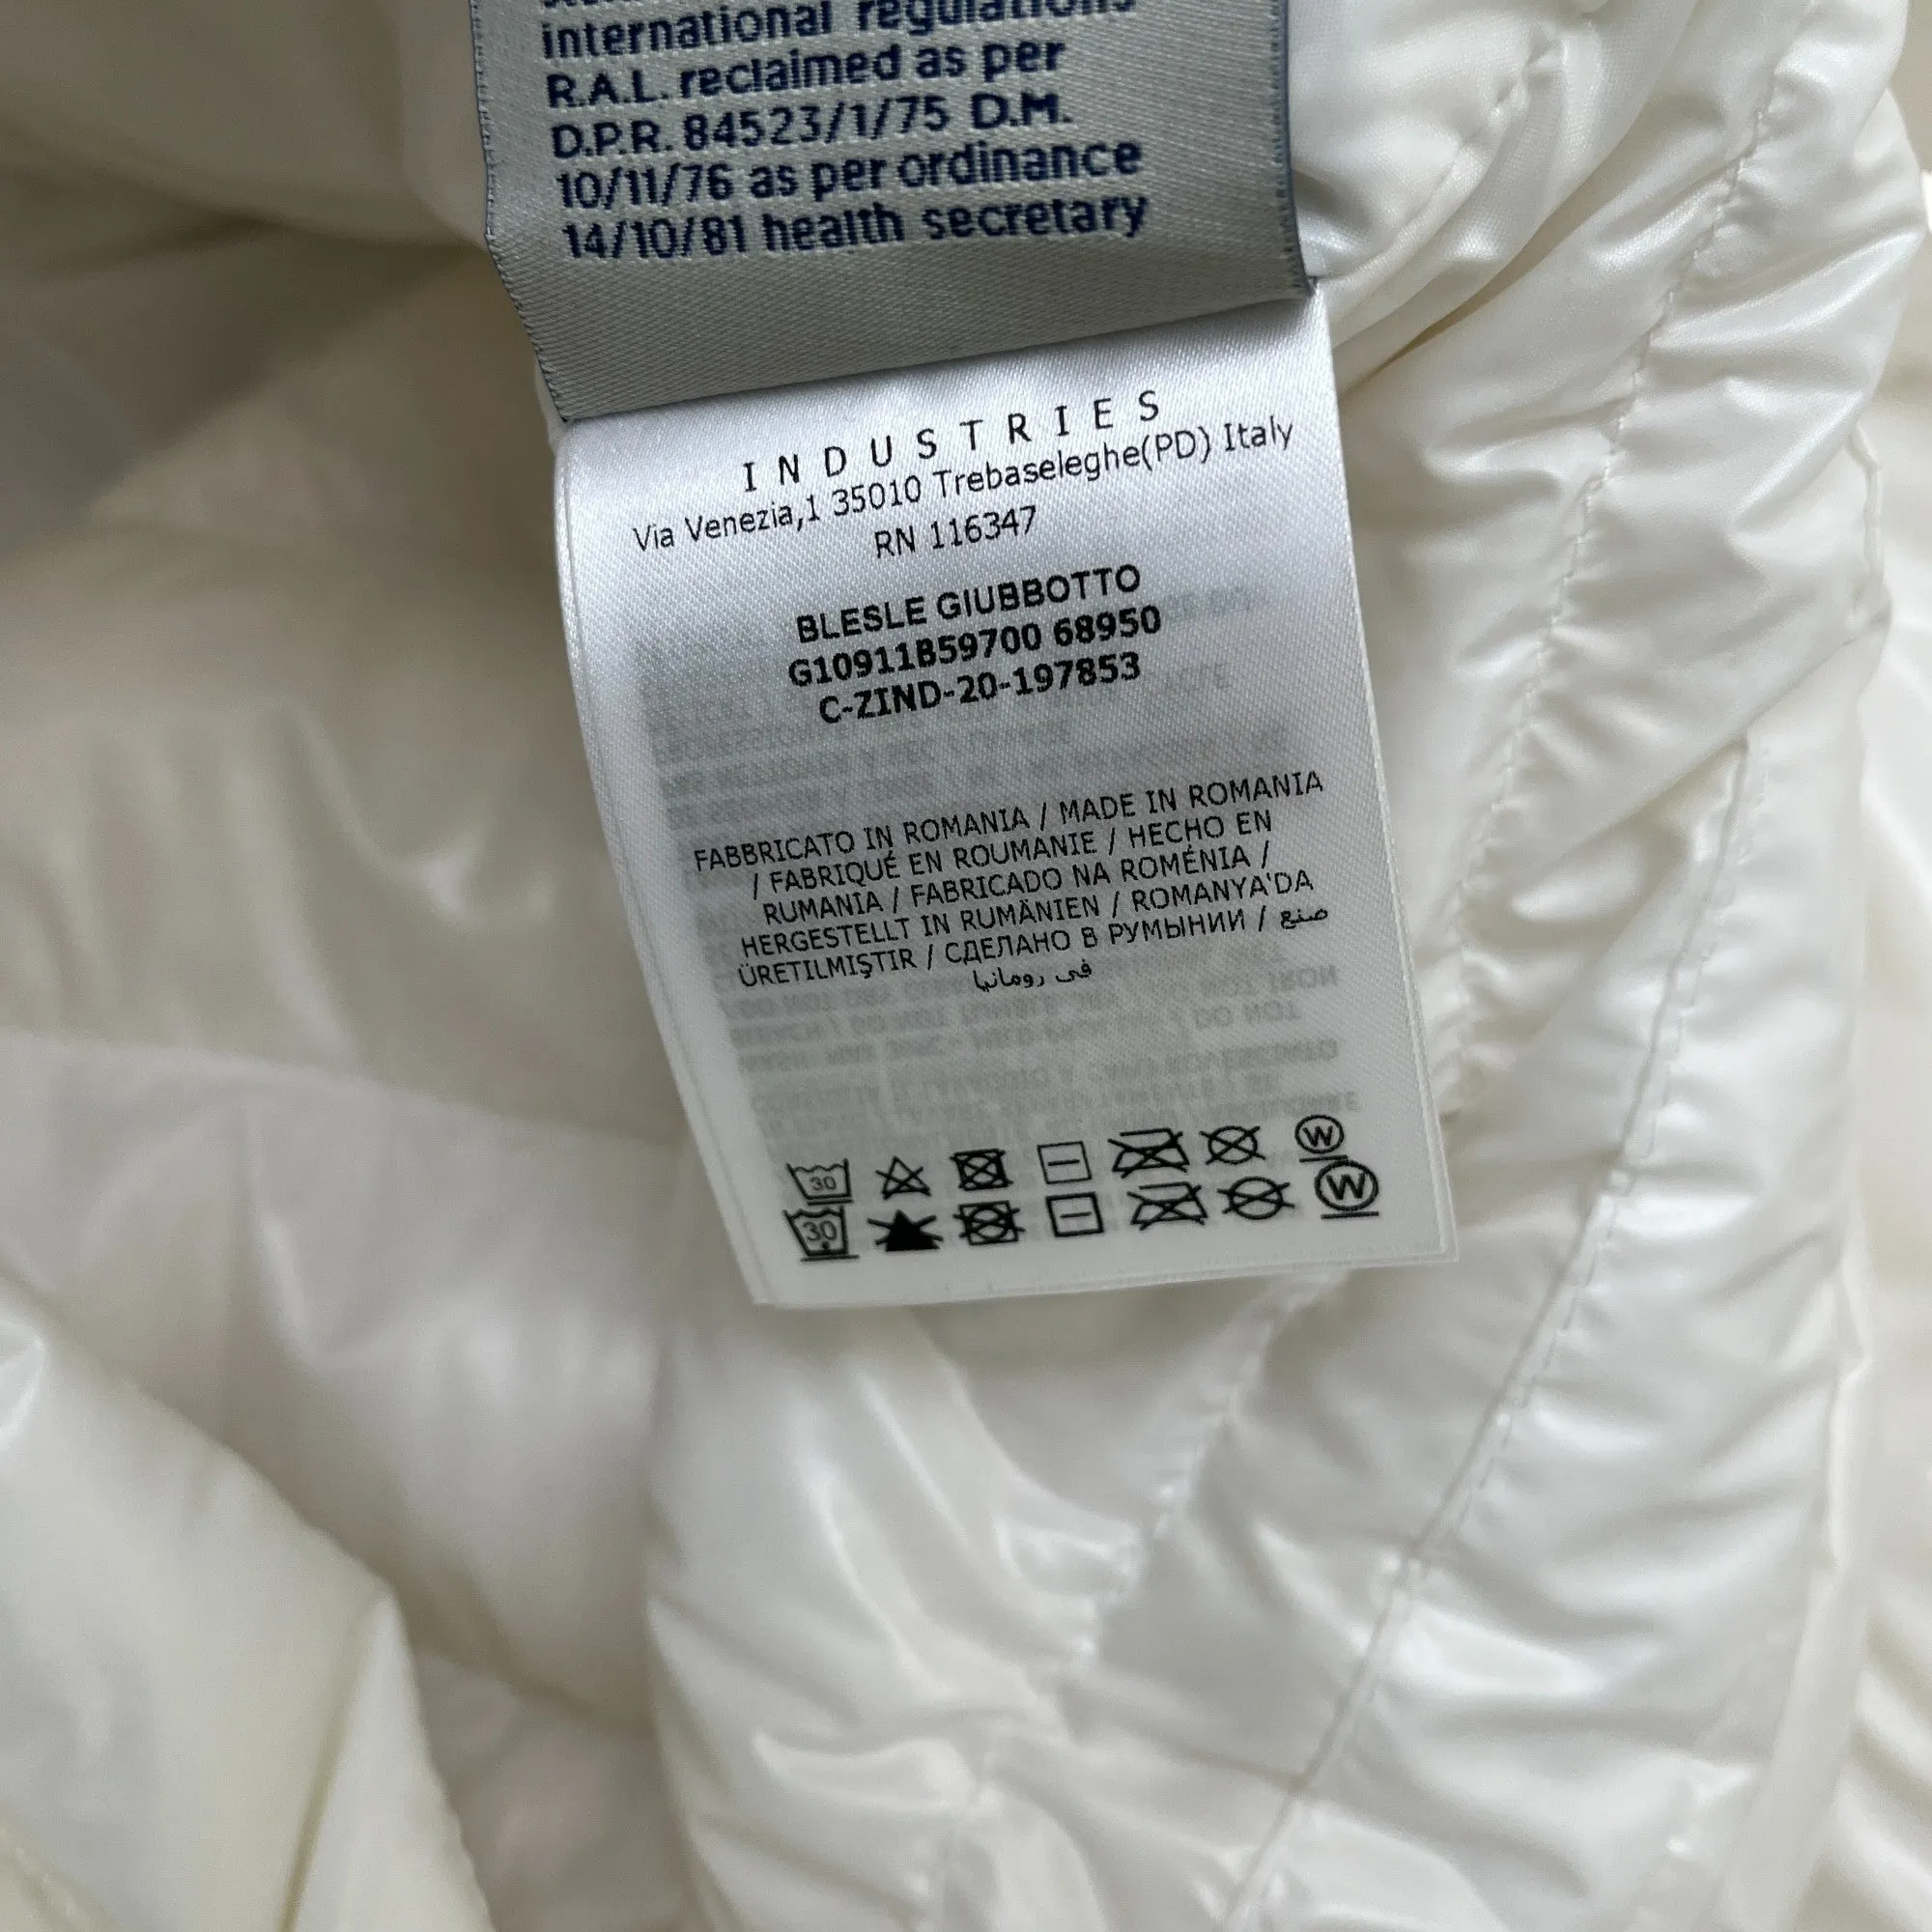 international regulations
R.A.L. reclaimed as per
D.P.R. 84523/1/75 D.M.
10/11/76 as per ordinance
14/10/81 health secretary
INDUSTRIES
Via Venezia,1 35010 Trebaseleghe(PD) Italy
RN 116347
BLESLE GIUBBOTTO
G10911B59700 68950
C-ZIND-20-197853
FABBRICATO IN ROMANIA / MADE IN ROMANIA
/ FABRIQUÉ EN ROUMANIE / HECHO EN
RUMANIA / FABRICADO NA ROMÉNIA /
HERGESTELLT IN RUMÄNIEN / ROMANYA'DA
ÜRETILMIŞTIR / СДЕЛАНО В РУМЫНИИ / صنع
في رومانيا
30 W
30 W